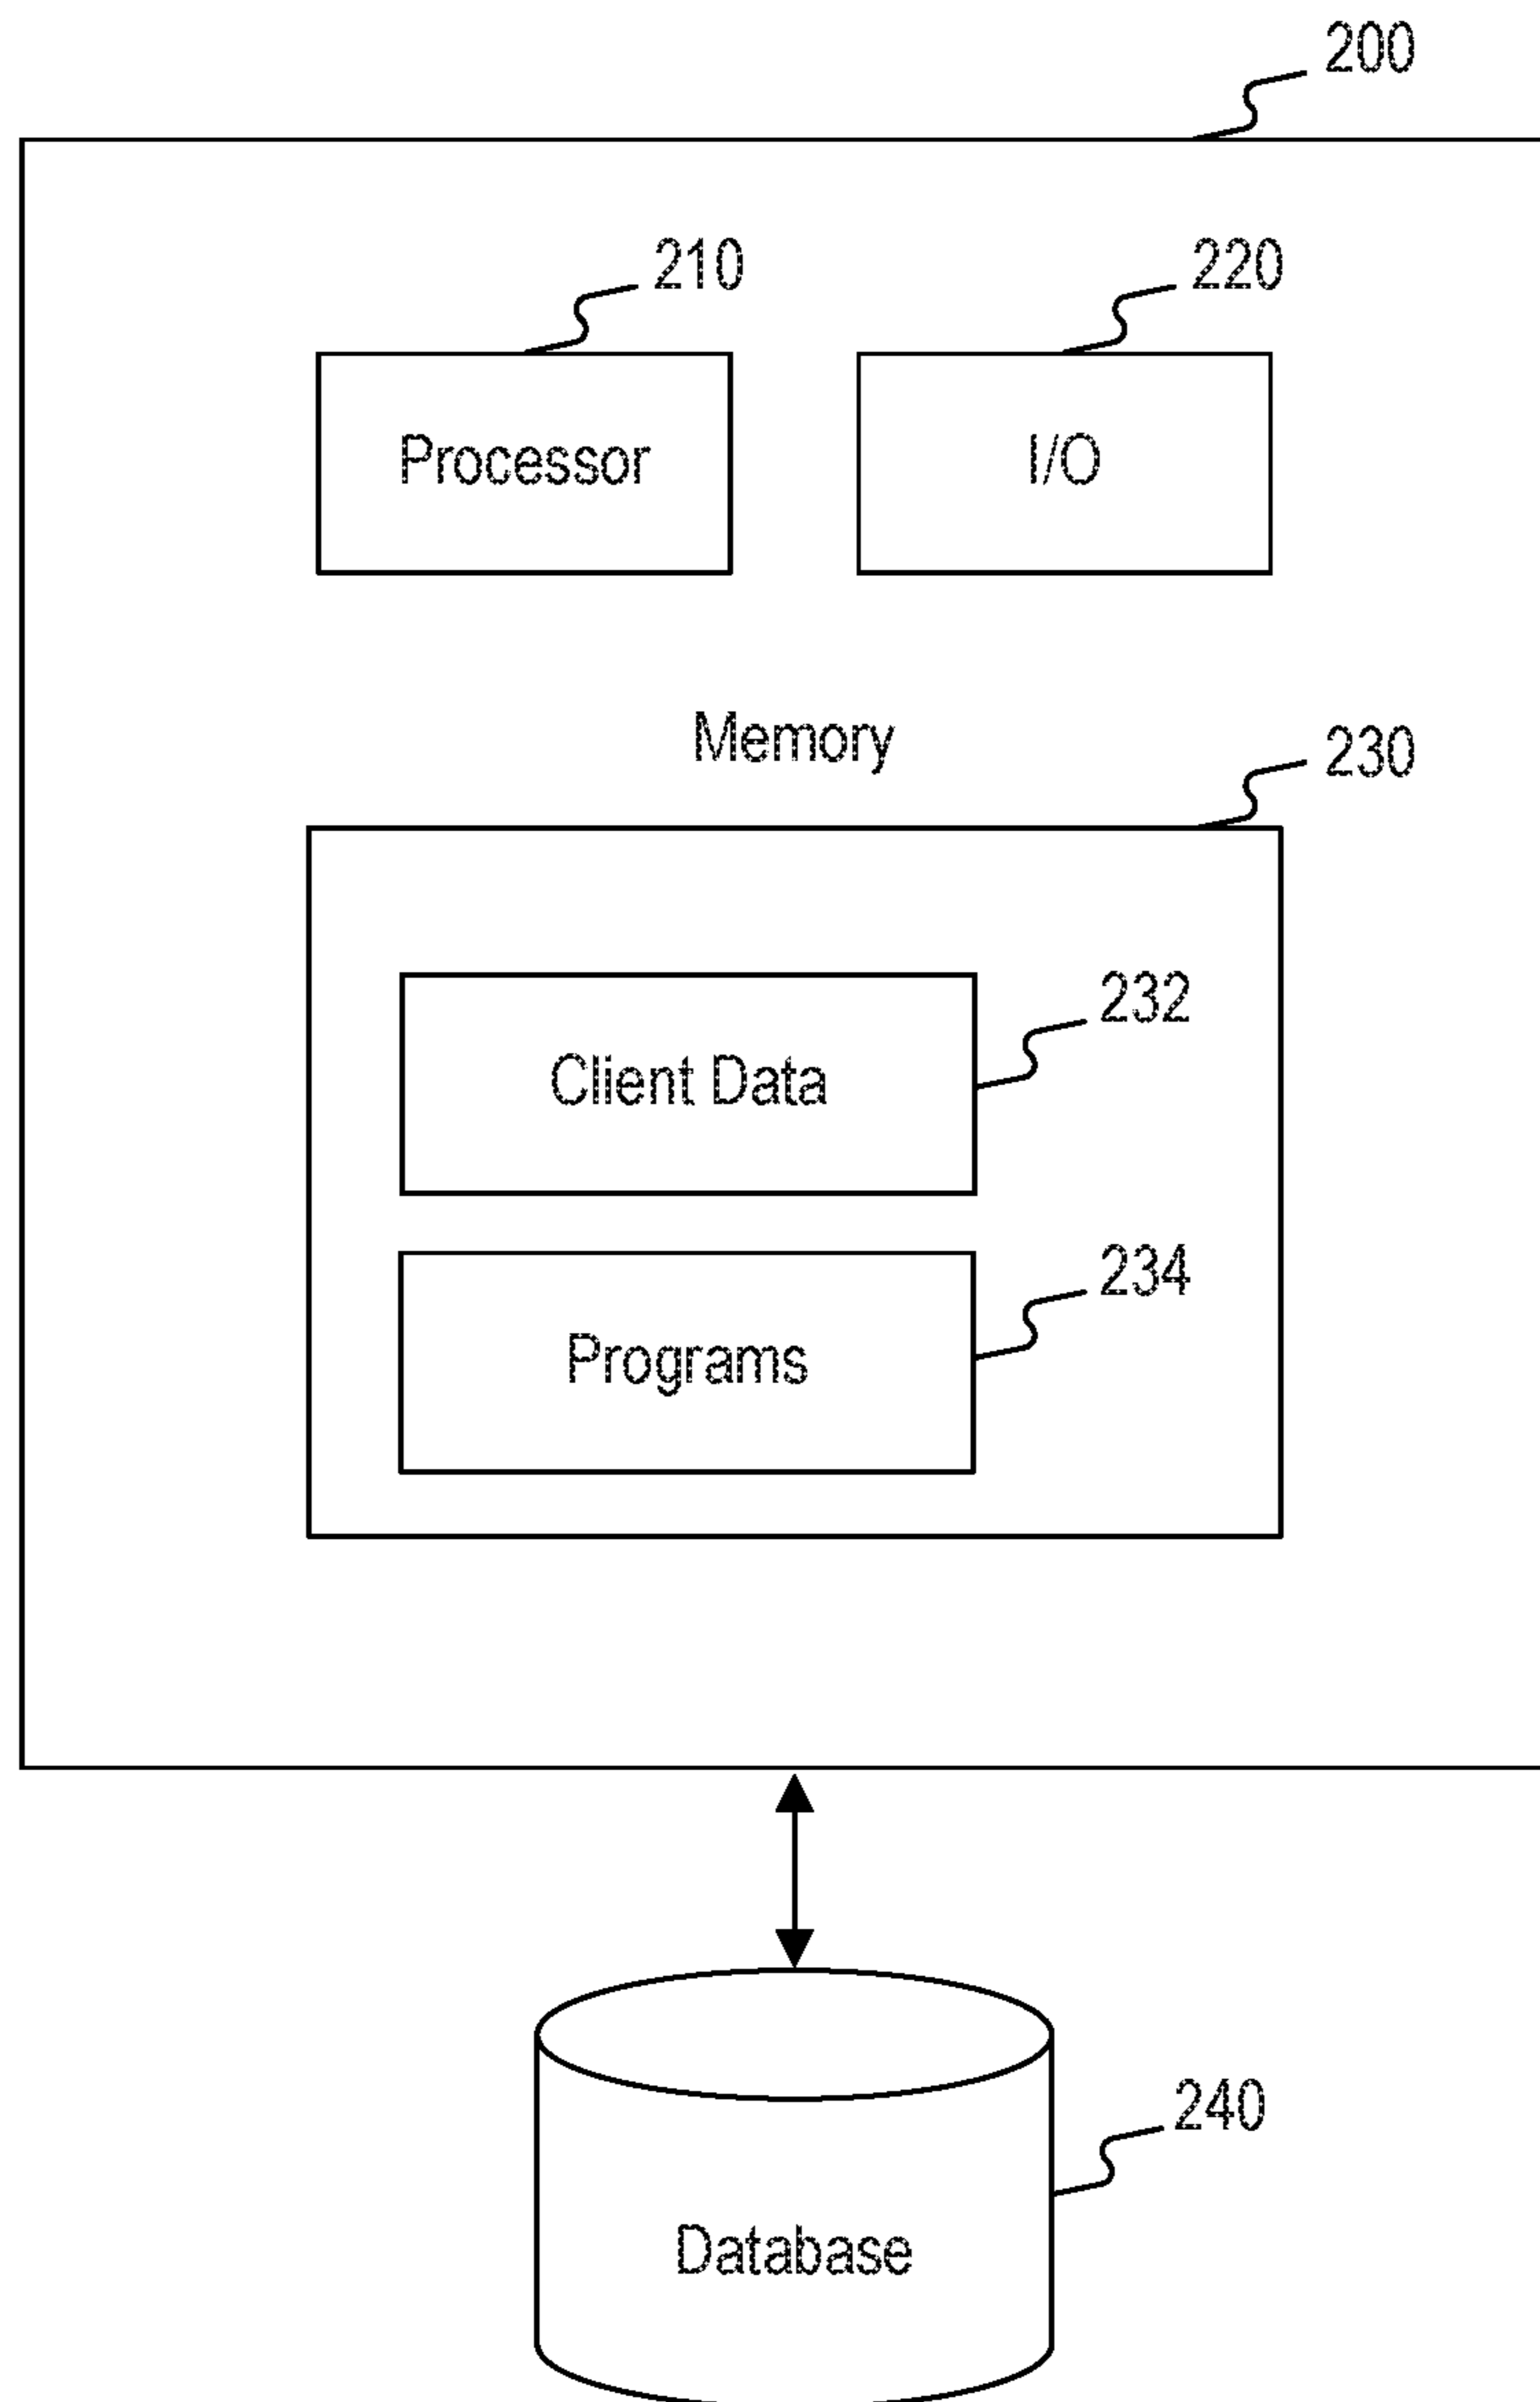 200
210
220
Processor
I/O
Memory
230
232
Client Data
234
Programs
240
Database